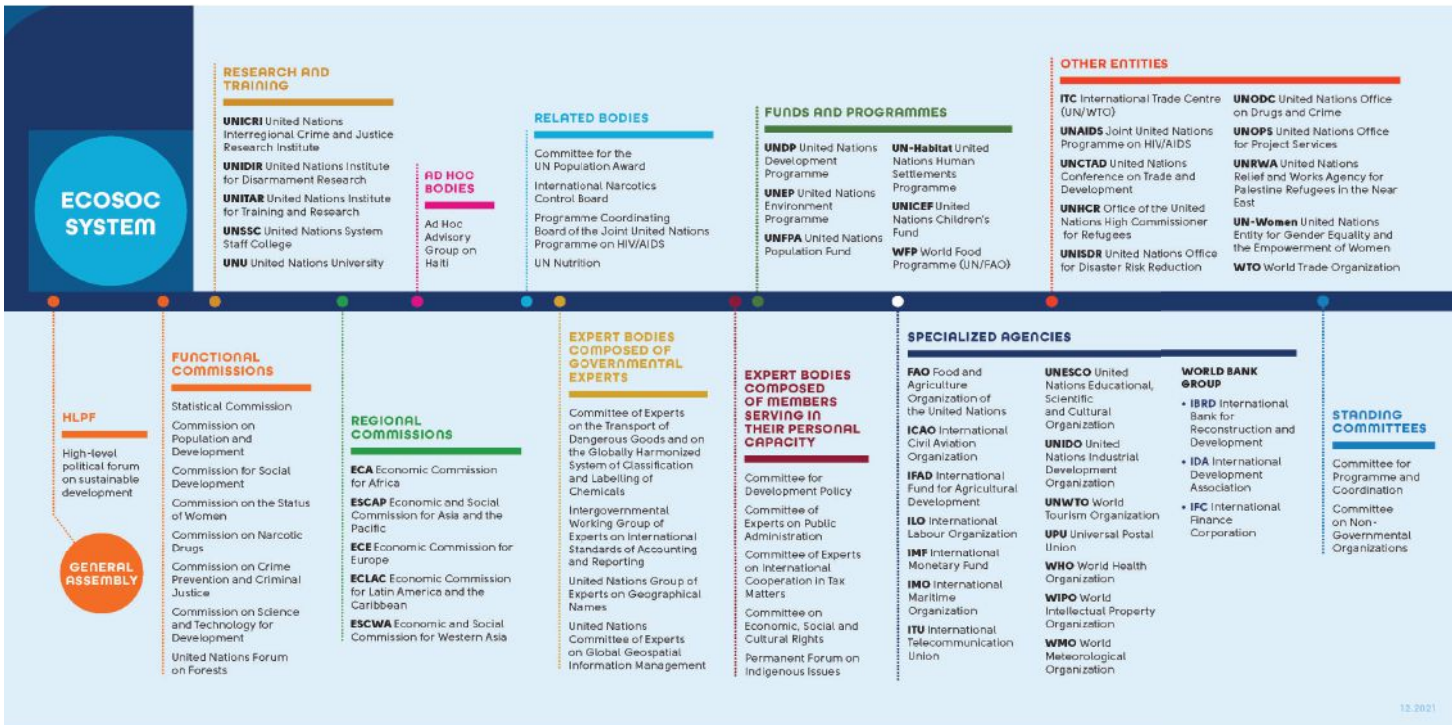 ECOSOC
SYSTEM
RESEARCH AND
TRAINING
UNICRI United Nations
Interregional Crime and Justice
Research Institute
UNIDIR United Nations Institute
for Disarmament Research
UNITAR United Nations Institute
for Training and Research
UNSSC United Nations System
Staff College
UNU United Nations University
AD HOC
BODIES
Ad Hoc
Advisory
Group on
Haiti
RELATED BODIES
Committee for the
UN Population Award
International Narcotics
Control Board
Programme Coordinating
Board of the Joint United Nations
Programme on HIV/AIDS
UN Nutrition
FUNDS AND PROGRAMMES
UNDP United Nations
Development
Programme
UNEP United Nations
Environment
Programme
UNFPA United Nations
Population Fund
UN-Habitat United
Nations Human
Settlements
Programme
UNICEF United
Nations Children's
Fund
WFP World Food
Programme (UN/FAO)
OTHER ENTITIES
ITC International Trade Centre
(UN/WTO)
UNAIDS Joint United Nations
Programme on HIV/AIDS
UNCTAD United Nations
Conference on Trade and
Development
UNHCR Office of the United
Nations High Commissioner
for Refugees
UNISDR United Nations Office
for Disaster Risk Reduction
UNODC United Nations Office
on Drugs and Crime
UNOPS United Nations Office
for Project Services
UNRWA United Nations
Relief and Works Agency for
Palestine Refugees in the Near
East
UN-Women United Nations
Entity for Gender Equality and
the Empowerment of Women
WTO World Trade Organization
HLPF
High-level
political forum
on sustainable
development
GENERAL
ASSEMBLY
FUNCTIONAL
COMMISSIONS
Statistical Commission
Commission on
Population and
Development
Commission for Social
Development
Commission on the Status
of Women
Commission on Narcotic
Drugs
Commission on Crime
Prevention and Criminal
Justice
Commission on Science
and Technology for
Development
United Nations Forum
on Forests
REGIONAL
COMMISSIONS
ECA Economic Commission
for Africa
ESCAP Economic and Social
Commission for Asia and the
Pacific
ECE Economic Commission for
Europe
ECLAC Economic Commission
for Latin America and the
Caribbean
ESCWA Economic and Social
Commission for Western Asia
EXPERT BODIES
COMPOSED OF
GOVERNMENTAL
EXPERTS
Committee of Experts
on the Transport of
Dangerous Goods and on
the Globally Harmonized
System of Classification
and Labelling of
Chemicals
Intergovernmental
Working Group of
Experts on International
Standards of Accounting
and Reporting
United Nations Group of
Experts on Geographical
Names
United Nations
Committee of Experts
on Global Geospatial
Information Management
EXPERT BODIES
COMPOSED
OF MEMBERS
SERVING IN
THEIR PERSONAL
CAPACITY
Committee for
Development Policy
Committee of
Experts on Public
Administration
Committee of Experts
on International
Cooperation in Tax
Matters
Committee on
Economic, Social and
Cultural Rights
Permanent Forum on
Indigenous Issues
SPECIALIZED AGENCIES
FAO Food and
Agriculture
Organization of
the United Nations
ICAO International
Civil Aviation
Organization
IFAD International
Fund for Agricultural
Development
ILO International
Labour Organization
IMF International
Monetary Fund
IMO International
Maritime
Organization
ITU International
Telecommunication
Union
UNESCO United
Nations Educational,
Scientific
and Cultural
Organization
UNIDO United
Nations Industrial
Development
Organization
UNWTO World
Tourism Organization
UPU Universal Postal
Union
WHO World Health
Organization
WIPO World
Intellectual Property
Organization
WMO World
Meteorological
Organization
WORLD BANK
GROUP
• IBRD International
Bank for
Reconstruction and
Development
• IDA International
Development
Association
• IFC International
Finance
Corporation
STANDING
COMMITTEES
Committee for
Programme and
Coordination
Committee
on Non-
Governmental
Organizations
12.2021